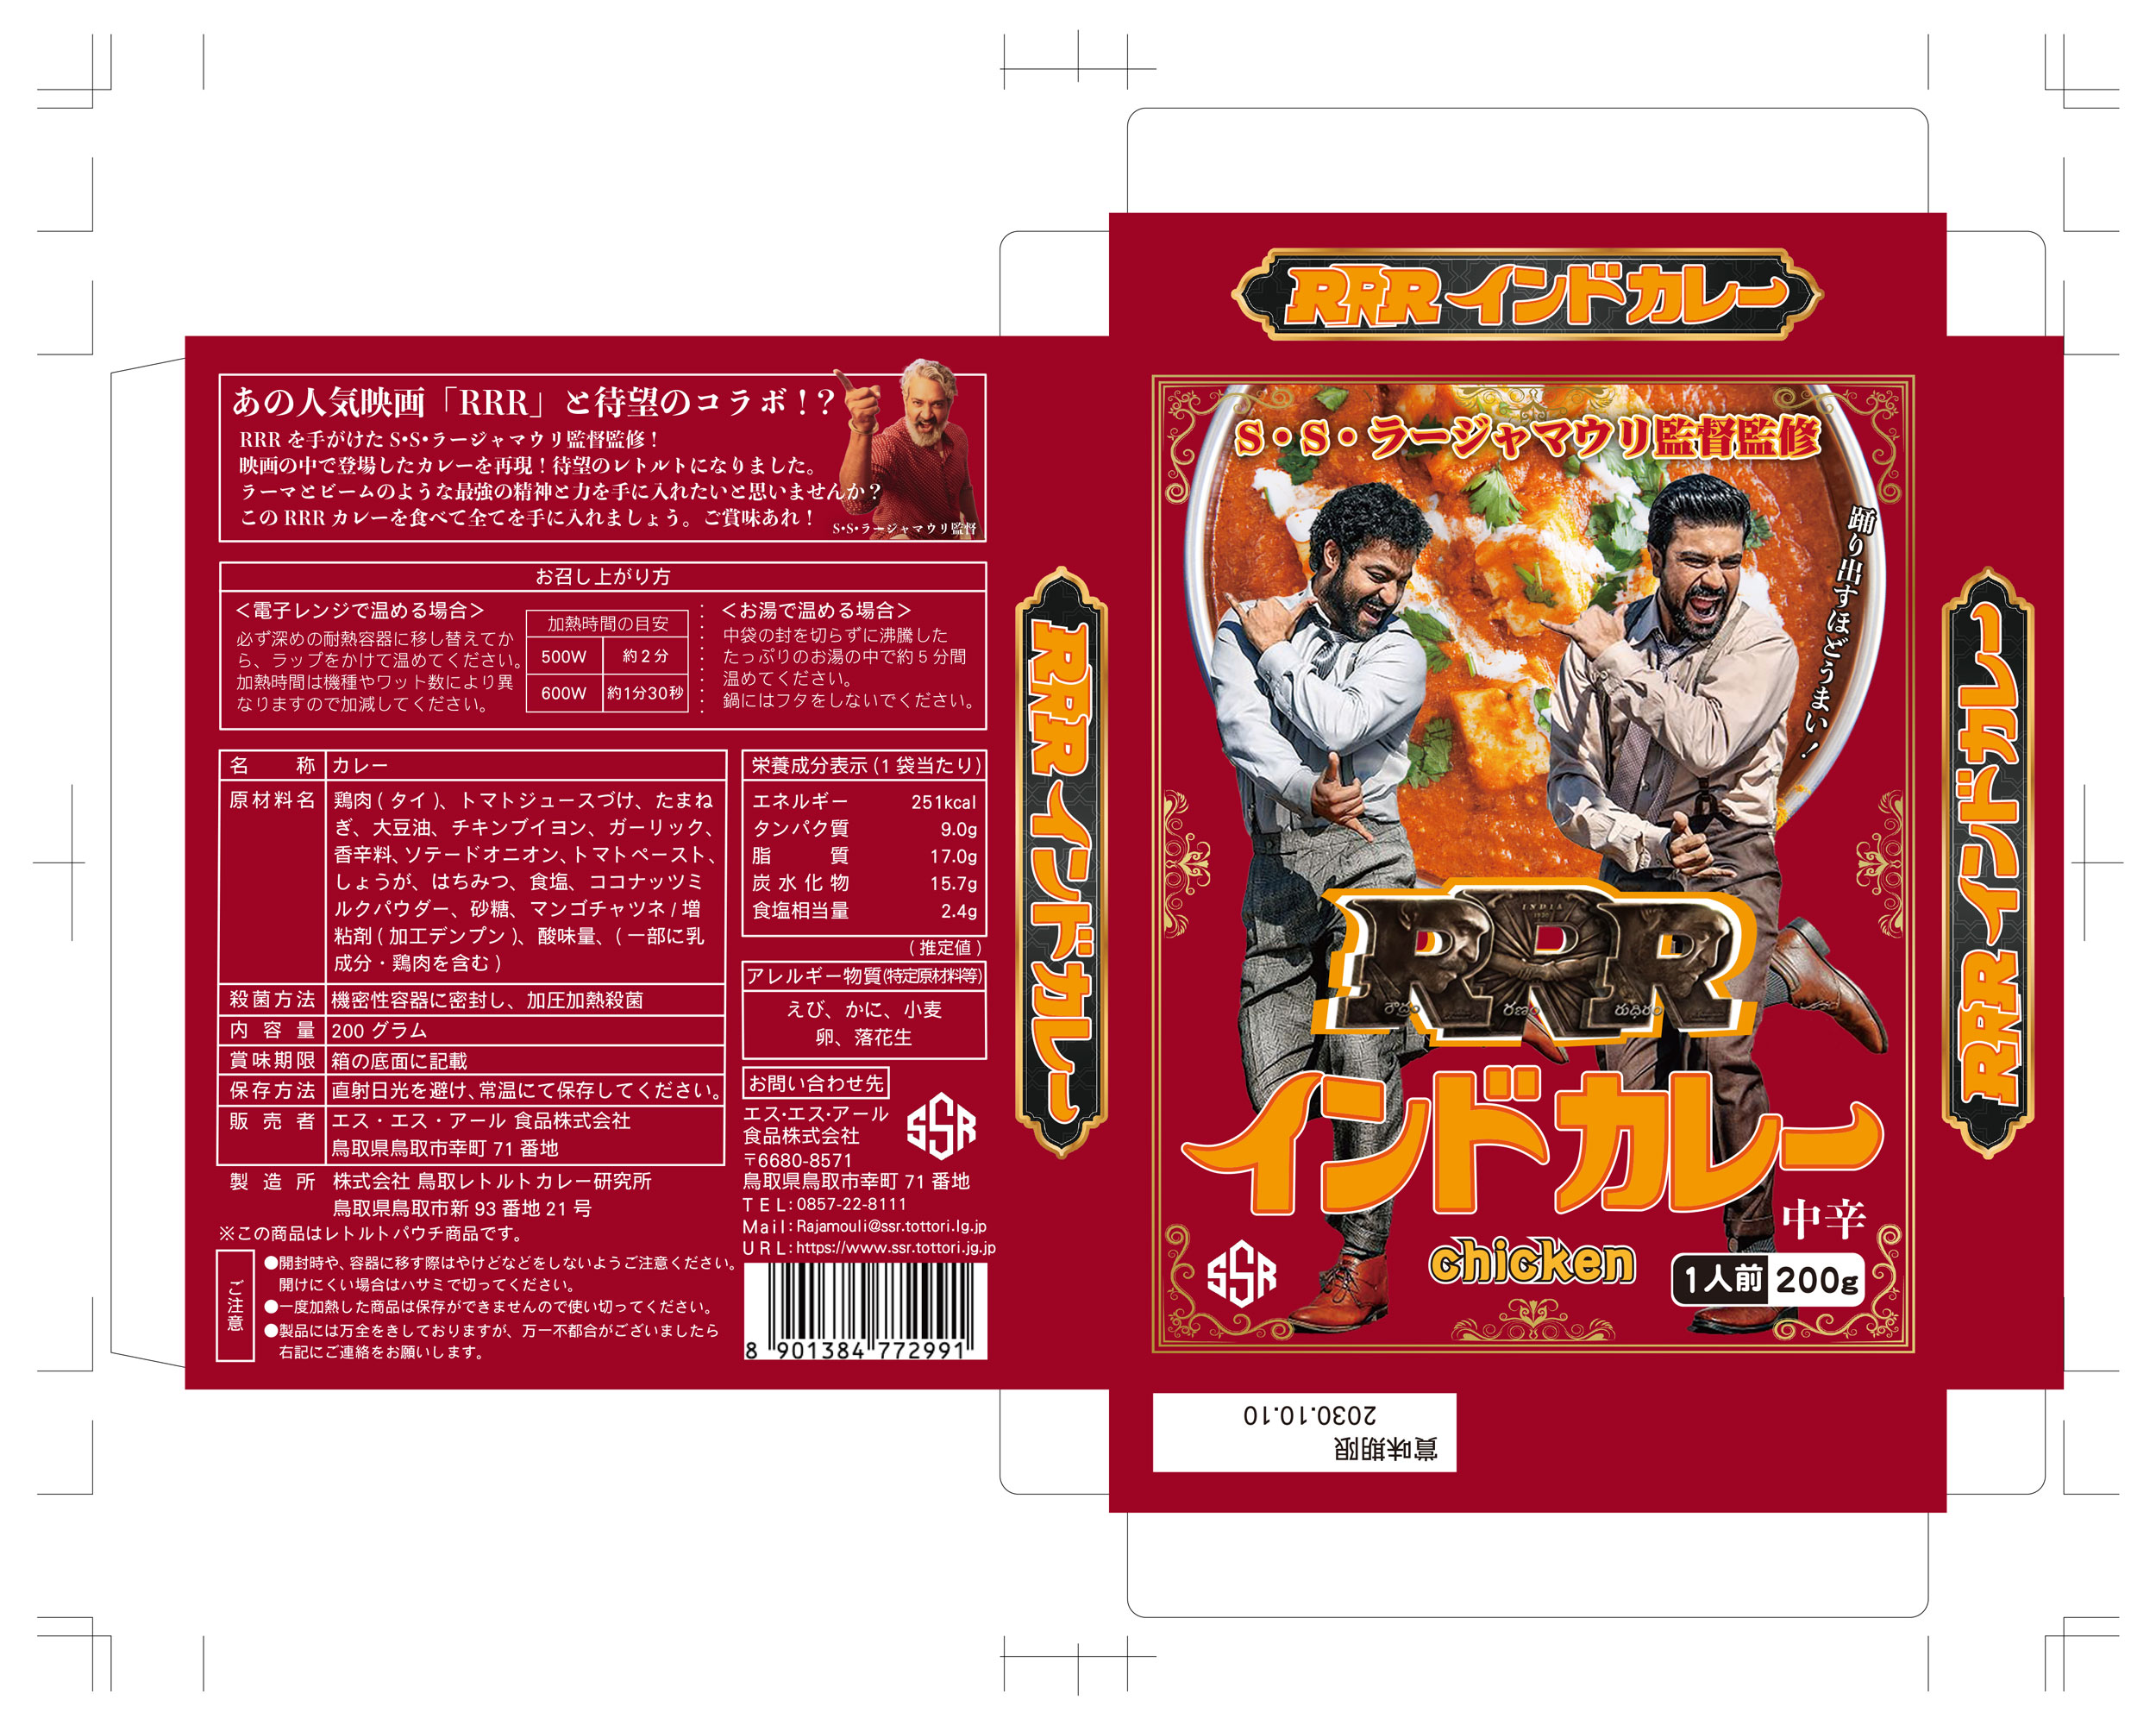 RRR インドカレー
あの人気映画「RRR」と待望のコラボ！？
RRR を手がけた S・S・ラージャマウリ監督監修！
映画の中で登場したカレーを再現！待望のレトルトになりました。
ラーマとビームのような最強の精神と力を手に入れたいと思いませんか？
この RRR カレーを食べて全てを手に入れましょう。ご賞味あれ！
S・S・ラージャマウリ監督
お召し上がり方
＜電子レンジで温める場合＞
必ず深めの耐熱容器に移し替えてか
ら、ラップをかけて温めてください。
加熱時間は機種やワット数により異
なりますので加減してください。
加熱時間の目安
500W 約２分
600W 約1分30秒
＜お湯で温める場合＞
中袋の封を切らずに沸騰した
たっぷりのお湯の中で約 5 分間
温めてください。
鍋にはフタをしないでください。
名称 カレー
原材料名 鶏肉 ( タイ )、トマトジュースづけ、たまね
ぎ、大豆油、チキンブイヨン、ガーリック、
香辛料、ソテードオニオン、トマトペースト、
しょうが、はちみつ、食塩、ココナッツミ
ルクパウダー、砂糖、マンゴチャツネ / 増
粘剤 ( 加工デンプン )、酸味量、( 一部に乳
成分・鶏肉を含む )
殺菌方法 機密性容器に密封し、加圧加熱殺菌
内容量 200 グラム
賞味期限 箱の底面に記載
保存方法 直射日光を避け、常温にて保存してください。
販売者 エス・エス・アール 食品株式会社
鳥取県鳥取市幸町 71 番地
製造所 株式会社 鳥取レトルトカレー研究所
鳥取県鳥取市新 93 番地 21 号
※この商品はレトルトパウチ商品です。
ご注意
●開封時や、容器に移す際はやけどなどをしないようご注意ください。
開けにくい場合はハサミで切ってください。
●一度加熱した商品は保存ができませんので使い切ってください。
●製品には万全をきしておりますが、万一不都合がございましたら
右記にご連絡をお願いします。
栄養成分表示 (1 袋当たり)
エネルギー 251kcal
タンパク質 9.0g
脂質 17.0g
炭水化物 15.7g
食塩相当量 2.4g
( 推定値 )
アレルギー物質(特定原材料等)
えび、かに、小麦
卵、落花生
お問い合わせ先
エス・エス・アール
食品株式会社
SSR
〒6680-8571
鳥取県鳥取市幸町 71 番地
TEL：0857-22-8111
Mail：Rajamouli@ssr.tottori.lg.jp
URL：https://www.ssr.tottori.jg.jp
8 901384 772991
RRR インドカレー
S・S・ラージャマウリ監督監修
踊り出すほどうまい！
RRR
INDIA
1920
రౌద్రం
రణం
రుధిరం
インドカレー
中辛
chicken
SSR
1人前 200g
RRR インドカレー
賞味期限
2030.10.10